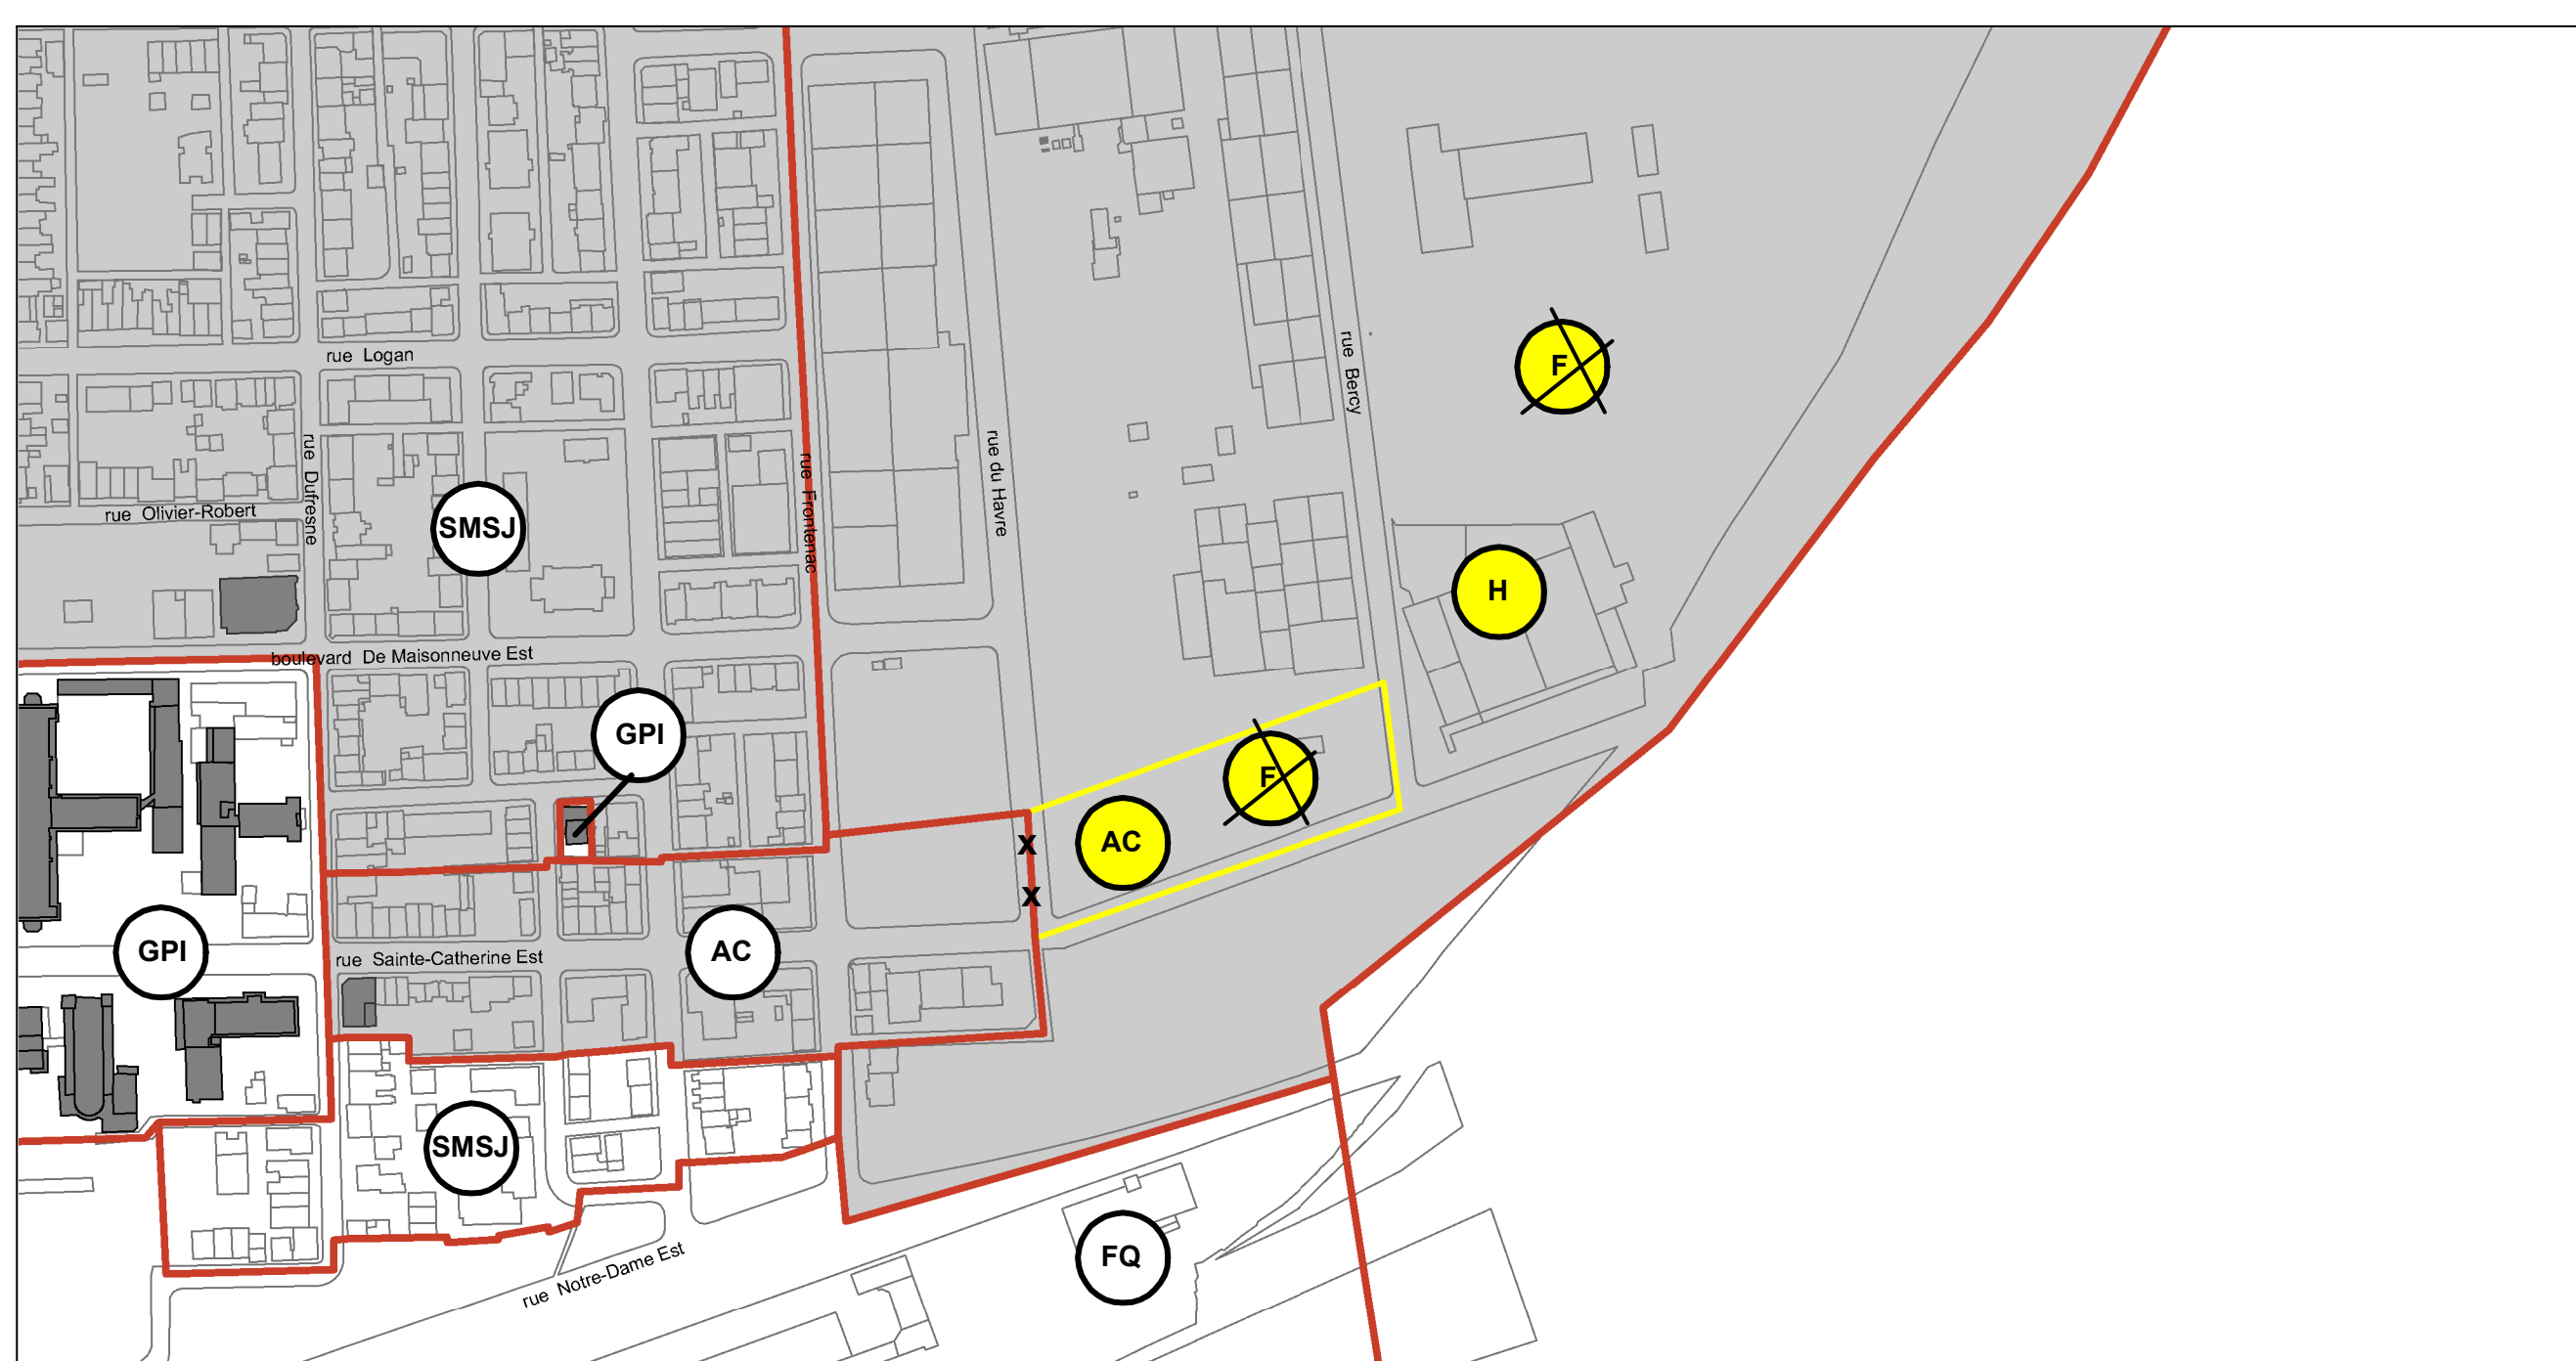 F
rue Logan
rue Bercy
rue Dufresne
rue Frontenac
rue du Havre
rue Olivier-Robert
SMSJ
H
boulevard De Maisonneuve Est
GPI
F
AC
x
x
GPI
AC
rue Sainte-Catherine Est
SMSJ
FQ
rue Notre-Dame Est